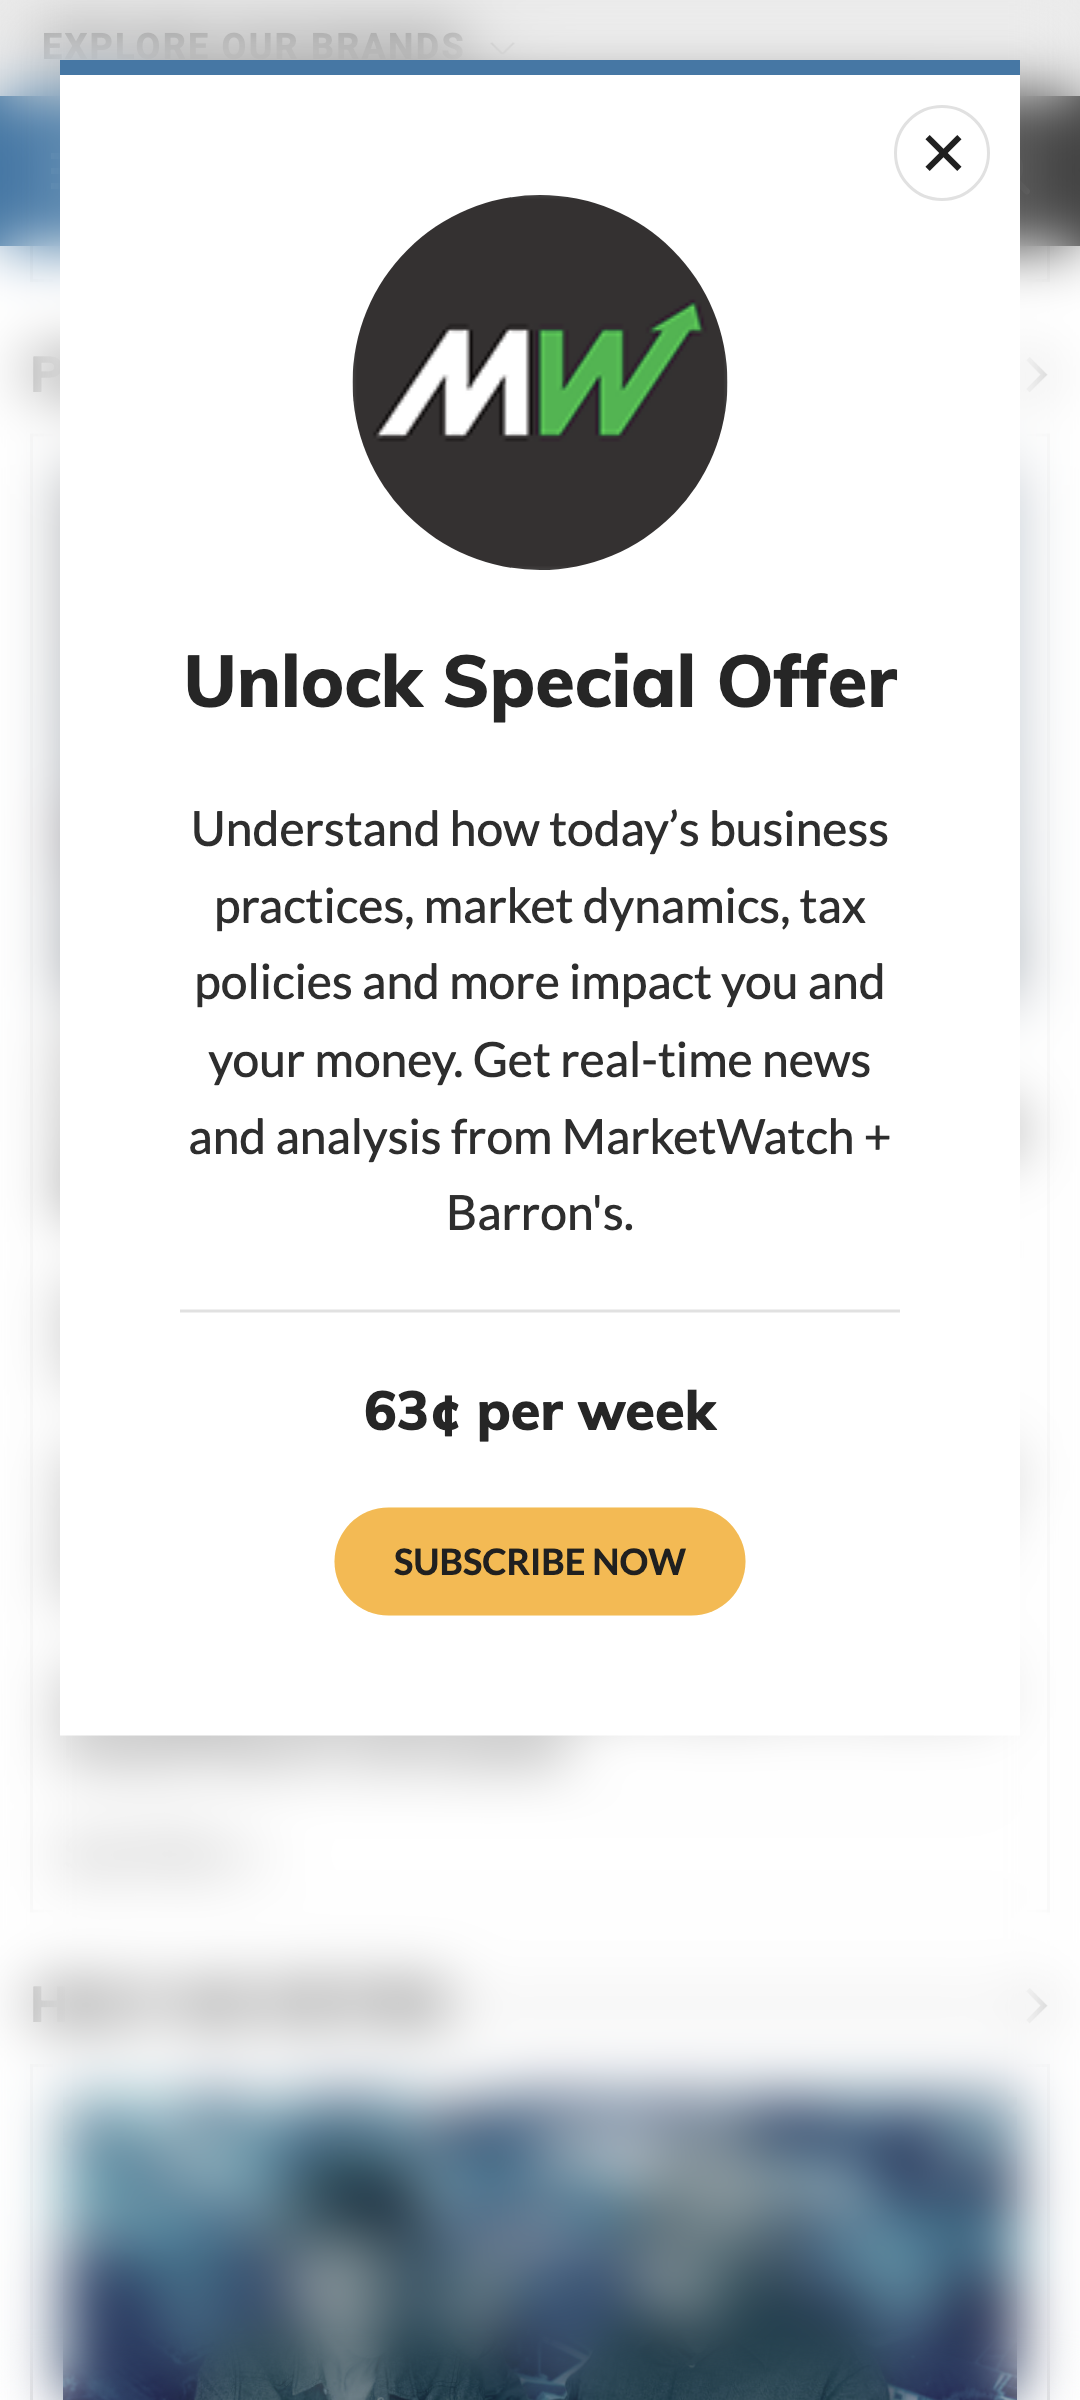 EXPLORE OUR BRANDS
MW
Unlock Special Offer
Understand how today’s business
practices, market dynamics, tax
policies and more impact you and
your money. Get real-time news
and analysis from MarketWatch +
Barron's.
63¢ per week
SUBSCRIBE NOW